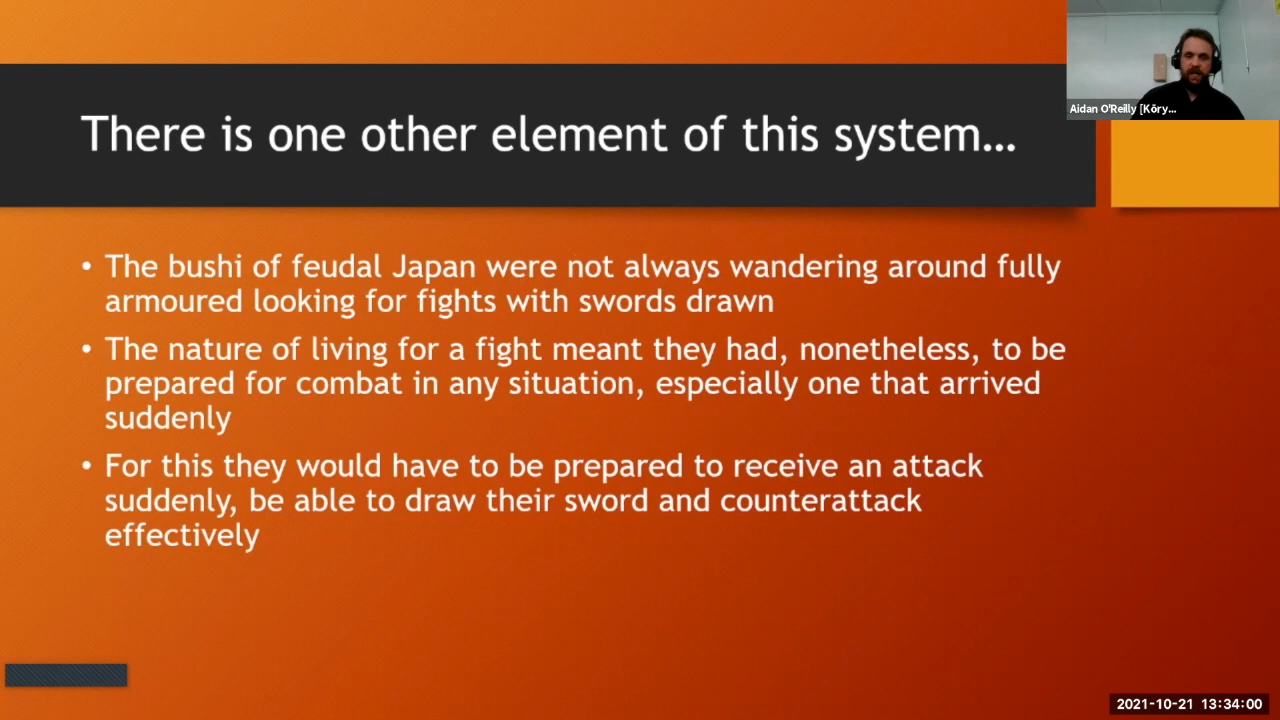 Aidan O'Reilly [Kōry...
There is one other element of this system...
• The bushi of feudal Japan were not always wandering around fully
armoured looking for fights with swords drawn
• The nature of living for a fight meant they had, nonetheless, to be
prepared for combat in any situation, especially one that arrived
suddenly
• For this they would have to be prepared to receive an attack
suddenly, be able to draw their sword and counterattack
effectively
2021-10-21 13:34:00